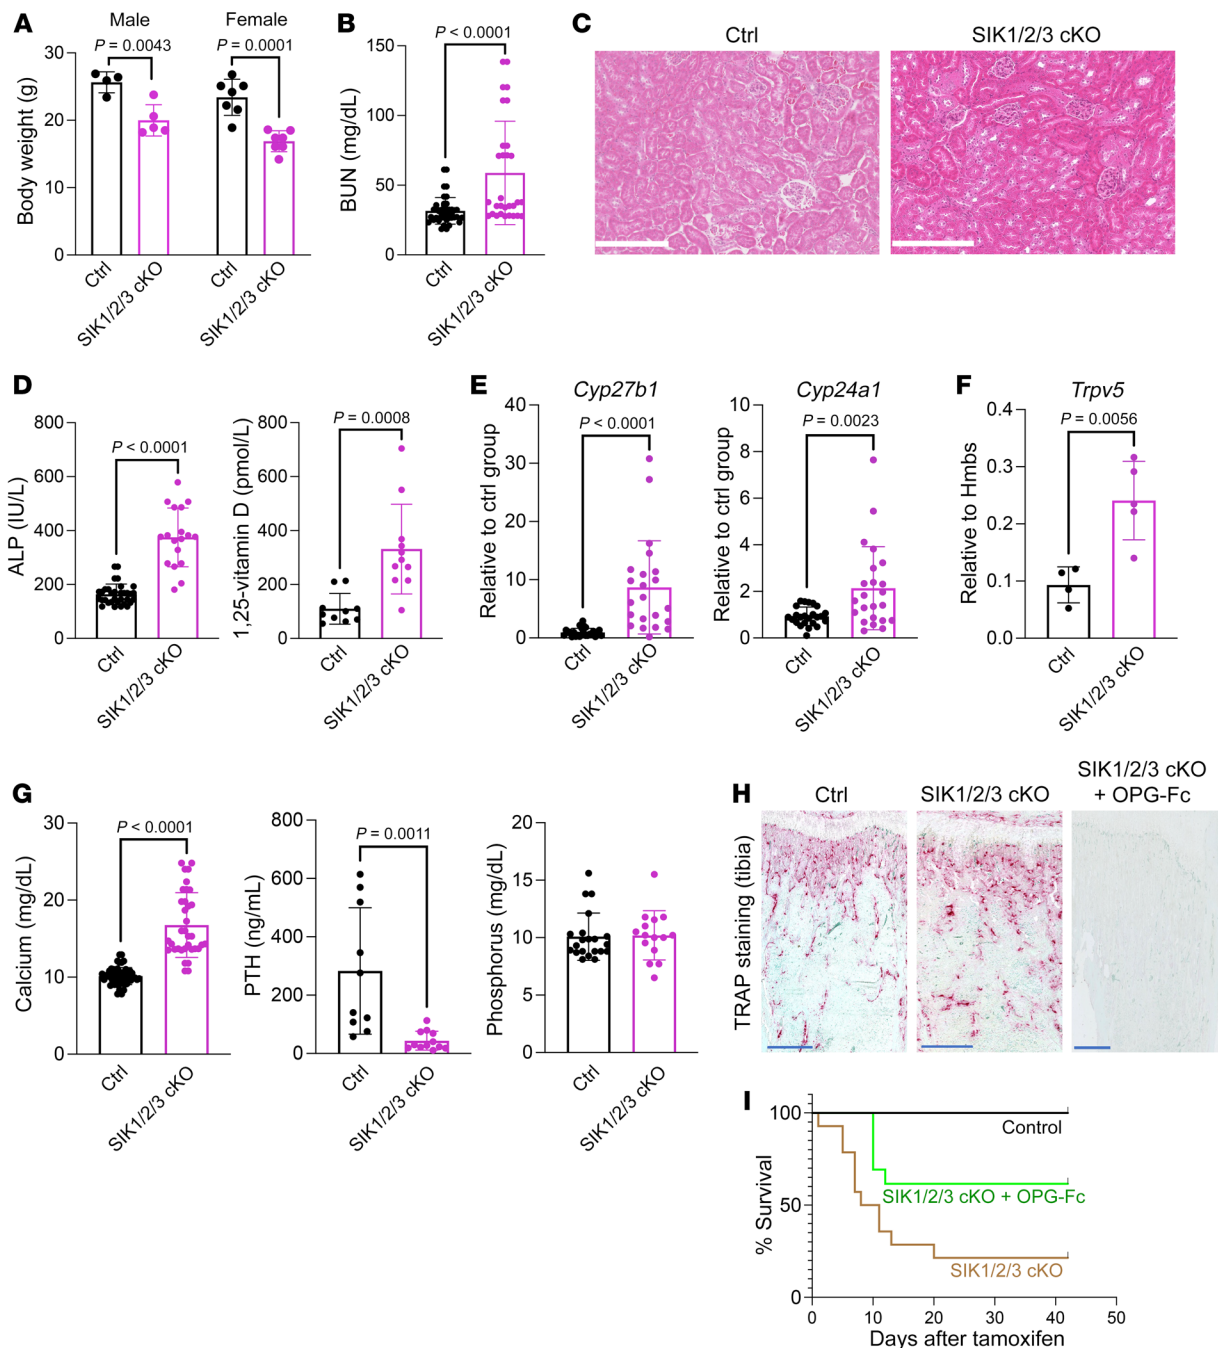 A
Male
Female
P = 0.0043
P = 0.0001
Body weight (g)
30
20
10
0
Ctrl
SIK1/2/3 cKO
Ctrl
SIK1/2/3 cKO
B
P < 0.0001
BUN (mg/dL)
150
100
50
0
Ctrl
SIK1/2/3 cKO
C
Ctrl
SIK1/2/3 cKO
D
P < 0.0001
ALP (IU/L)
800
600
400
200
0
Ctrl
SIK1/2/3 cKO
P = 0.0008
1,25-vitamin D (pmol/L)
800
600
400
200
0
Ctrl
SIK1/2/3 cKO
E
Cyp27b1
P < 0.0001
Relative to ctrl group
40
30
20
10
0
Ctrl
SIK1/2/3 cKO
Cyp24a1
P = 0.0023
Relative to ctrl group
10
8
6
4
2
0
Ctrl
SIK1/2/3 cKO
F
Trpv5
P = 0.0056
Relative to Hmbs
0.4
0.3
0.2
0.1
0.0
Ctrl
SIK1/2/3 cKO
G
P < 0.0001
Calcium (mg/dL)
30
20
10
0
Ctrl
SIK1/2/3 cKO
P = 0.0011
PTH (ng/mL)
800
600
400
200
0
Ctrl
SIK1/2/3 cKO
Phosphorus (mg/dL)
20
15
10
5
0
Ctrl
SIK1/2/3 cKO
H
Ctrl
SIK1/2/3 cKO
SIK1/2/3 cKO
+ OPG-Fc
TRAP staining (tibia)
I
% Survival
100
50
0
Control
SIK1/2/3 cKO + OPG-Fc
SIK1/2/3 cKO
0 10 20 30 40 50
Days after tamoxifen